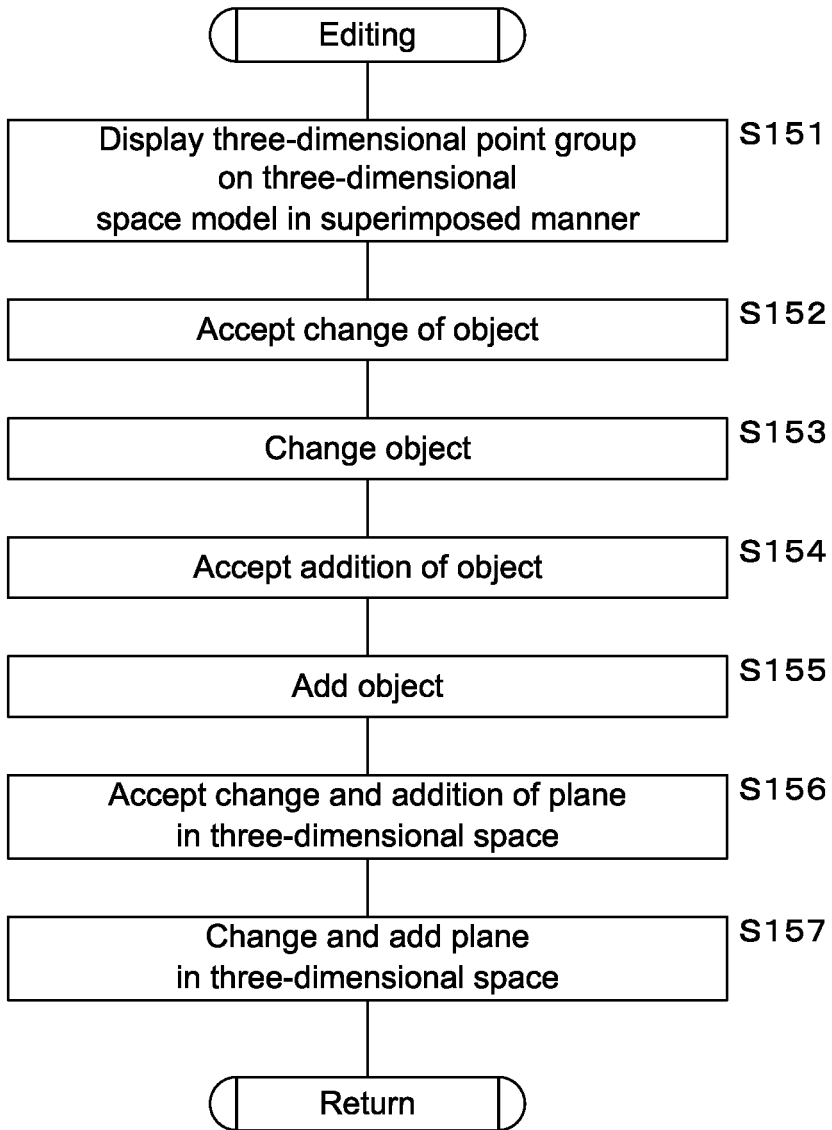 Editing
Display three-dimensional point group
on three-dimensional
space model in superimposed manner
S151
Accept change of object
S152
Change object
S153
Accept addition of object
S154
Add object
S155
Accept change and addition of plane
in three-dimensional space
S156
Change and add plane
in three-dimensional space
S157
Return